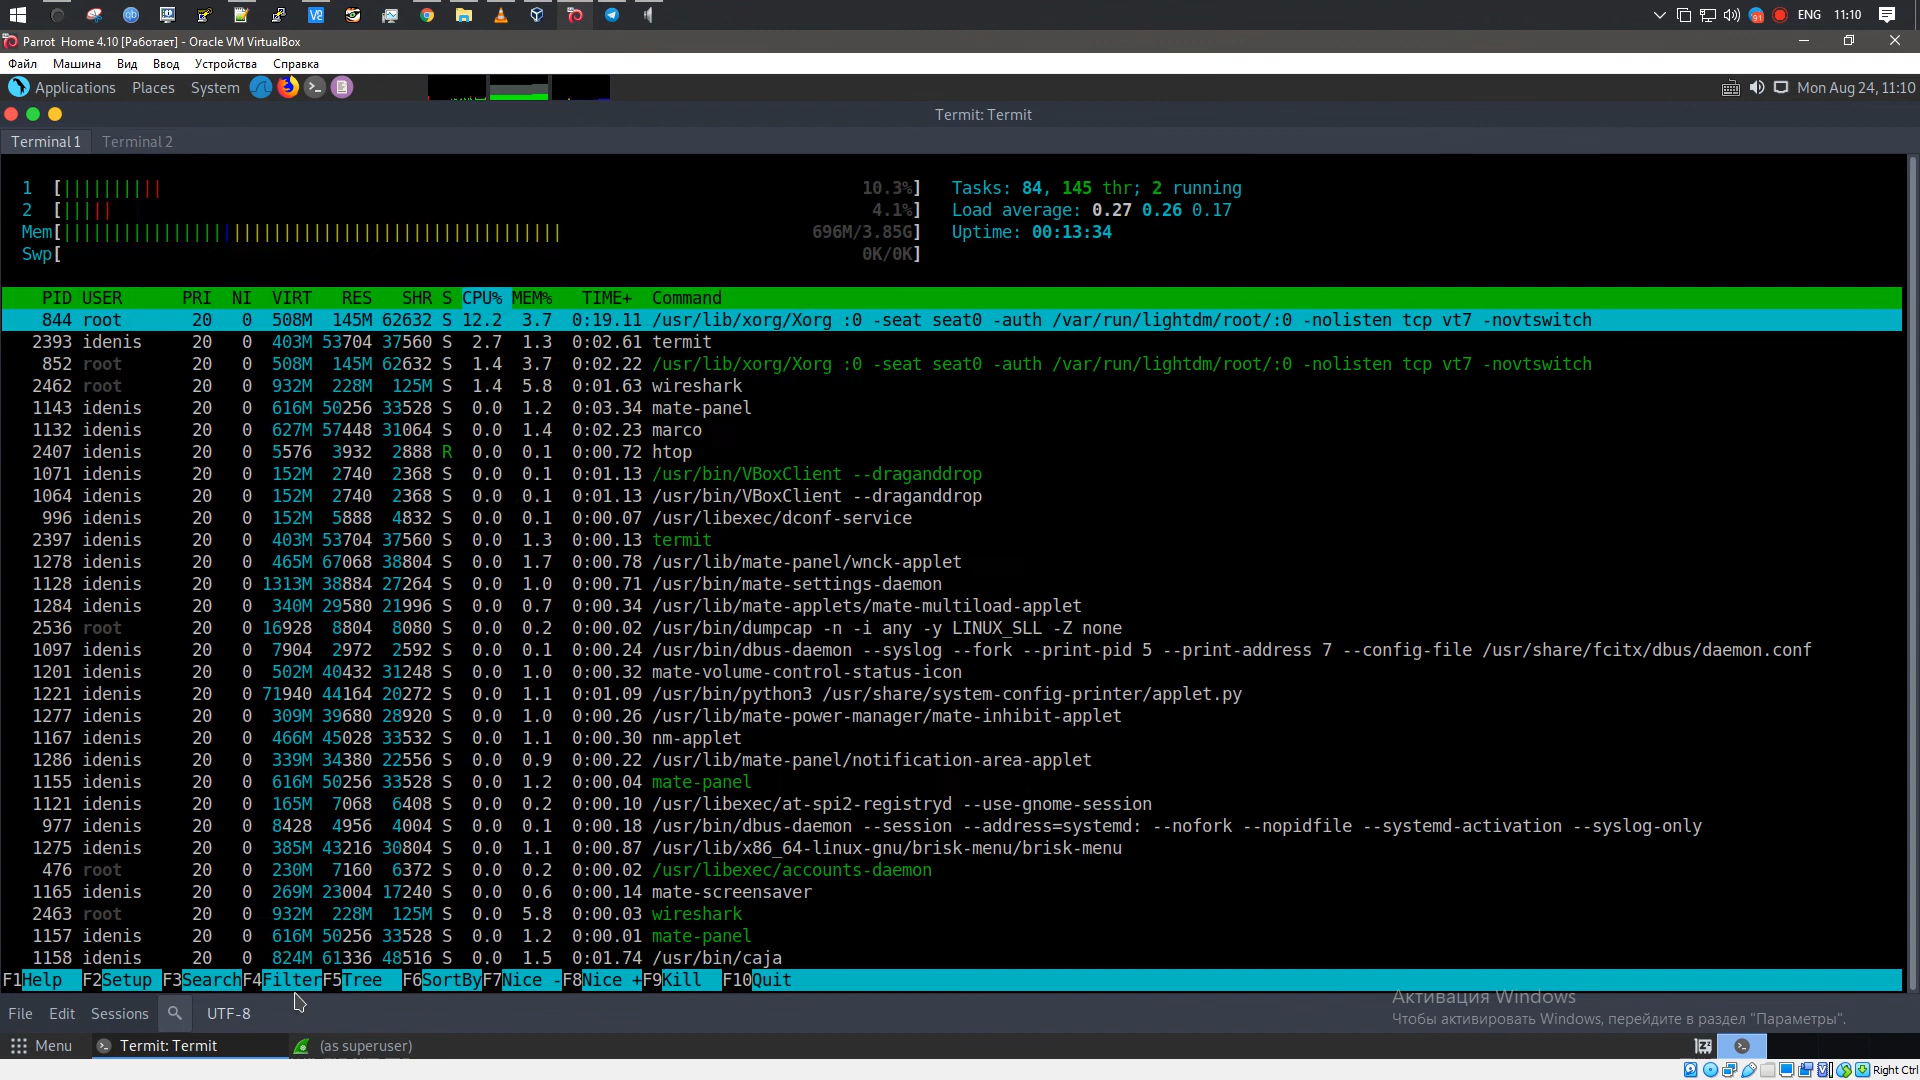 ENG 11:10
Parrot Home 4.10 [Работает] - Oracle VM VirtualBox
Файл Машина Вид Ввод Устройства Справка
Applications Places System Mon Aug 24, 11:10
Termit: Termit
Terminal 1 Terminal 2
1 [||||||||||| 10.3%] Tasks: 84, 145 thr; 2 running
2 [||||| 4.1%] Load average: 0.27 0.26 0.17
Mem[|||||||||||||||||||||||||||||||||||||||||||||||||| 696M/3.85G] Uptime: 00:13:34
Swp[ 0K/0K]
PID USER PRI NI VIRT RES SHR S CPU% MEM% TIME+ Command
844 root 20 0 508M 145M 62632 S 12.2 3.7 0:19.11 /usr/lib/xorg/Xorg :0 -seat seat0 -auth /var/run/lightdm/root/:0 -nolisten tcp vt7 -novtswitch
2393 idenis 20 0 403M 53704 37560 S 2.7 1.3 0:02.61 termit
852 root 20 0 508M 145M 62632 S 1.4 3.7 0:02.22 /usr/lib/xorg/Xorg :0 -seat seat0 -auth /var/run/lightdm/root/:0 -nolisten tcp vt7 -novtswitch
2462 root 20 0 932M 228M 125M S 1.4 5.8 0:01.63 wireshark
1143 idenis 20 0 616M 50256 33528 S 0.0 1.2 0:03.34 mate-panel
1132 idenis 20 0 627M 57448 31064 S 0.0 1.4 0:02.23 marco
2407 idenis 20 0 5576 3932 2888 R 0.0 0.1 0:00.72 htop
1071 idenis 20 0 152M 2740 2368 S 0.0 0.1 0:01.13 /usr/bin/VBoxClient --draganddrop
1064 idenis 20 0 152M 2740 2368 S 0.0 0.1 0:01.13 /usr/bin/VBoxClient --draganddrop
996 idenis 20 0 152M 5888 4832 S 0.0 0.1 0:00.07 /usr/libexec/dconf-service
2397 idenis 20 0 403M 53704 37560 S 0.0 1.3 0:00.13 termit
1278 idenis 20 0 465M 67068 38804 S 0.0 1.7 0:00.78 /usr/lib/mate-panel/wnck-applet
1128 idenis 20 0 1313M 38884 27264 S 0.0 1.0 0:00.71 /usr/bin/mate-settings-daemon
1284 idenis 20 0 340M 29580 21996 S 0.0 0.7 0:00.34 /usr/lib/mate-applets/mate-multiload-applet
2536 root 20 0 16928 8804 8080 S 0.0 0.2 0:00.02 /usr/bin/dumpcap -n -i any -y LINUX_SLL -Z none
1097 idenis 20 0 7904 2972 2592 S 0.0 0.1 0:00.24 /usr/bin/dbus-daemon --syslog --fork --print-pid 5 --print-address 7 --config-file /usr/share/fcitx/dbus/daemon.conf
1201 idenis 20 0 502M 40432 31248 S 0.0 1.0 0:00.32 mate-volume-control-status-icon
1221 idenis 20 0 71940 44164 20272 S 0.0 1.1 0:01.09 /usr/bin/python3 /usr/share/system-config-printer/applet.py
1277 idenis 20 0 309M 39680 28920 S 0.0 1.0 0:00.26 /usr/lib/mate-power-manager/mate-inhibit-applet
1167 idenis 20 0 466M 45028 33532 S 0.0 1.1 0:00.30 nm-applet
1286 idenis 20 0 339M 34380 22556 S 0.0 0.9 0:00.22 /usr/lib/mate-panel/notification-area-applet
1155 idenis 20 0 616M 50256 33528 S 0.0 1.2 0:00.04 mate-panel
1121 idenis 20 0 165M 7068 6408 S 0.0 0.2 0:00.10 /usr/libexec/at-spi2-registryd --use-gnome-session
977 idenis 20 0 8428 4956 4004 S 0.0 0.1 0:00.18 /usr/bin/dbus-daemon --session --address=systemd: --nofork --nopidfile --systemd-activation --syslog-only
1275 idenis 20 0 385M 43216 30804 S 0.0 1.1 0:00.87 /usr/lib/x86_64-linux-gnu/brisk-menu/brisk-menu
476 root 20 0 230M 7160 6372 S 0.0 0.2 0:00.02 /usr/libexec/accounts-daemon
1165 idenis 20 0 269M 23004 17240 S 0.0 0.6 0:00.14 mate-screensaver
2463 root 20 0 932M 228M 125M S 0.0 5.8 0:00.03 wireshark
1157 idenis 20 0 616M 50256 33528 S 0.0 1.2 0:00.01 mate-panel
1158 idenis 20 0 824M 61336 48516 S 0.0 1.5 0:01.74 /usr/bin/caja
F1Help F2Setup F3SearchF4FilterF5Tree F6SortByF7Nice -F8Nice +F9Kill F10Quit
Активация Windows
Чтобы активировать Windows, перейдите в раздел "Параметры".
File Edit Sessions UTF-8
Menu Termit: Termit (as superuser)
Right Ctrl